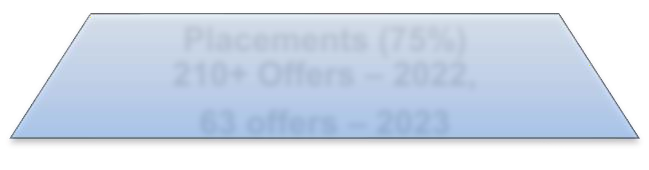 Placements (75%)
210+ Offers – 2022,
63 offers – 2023